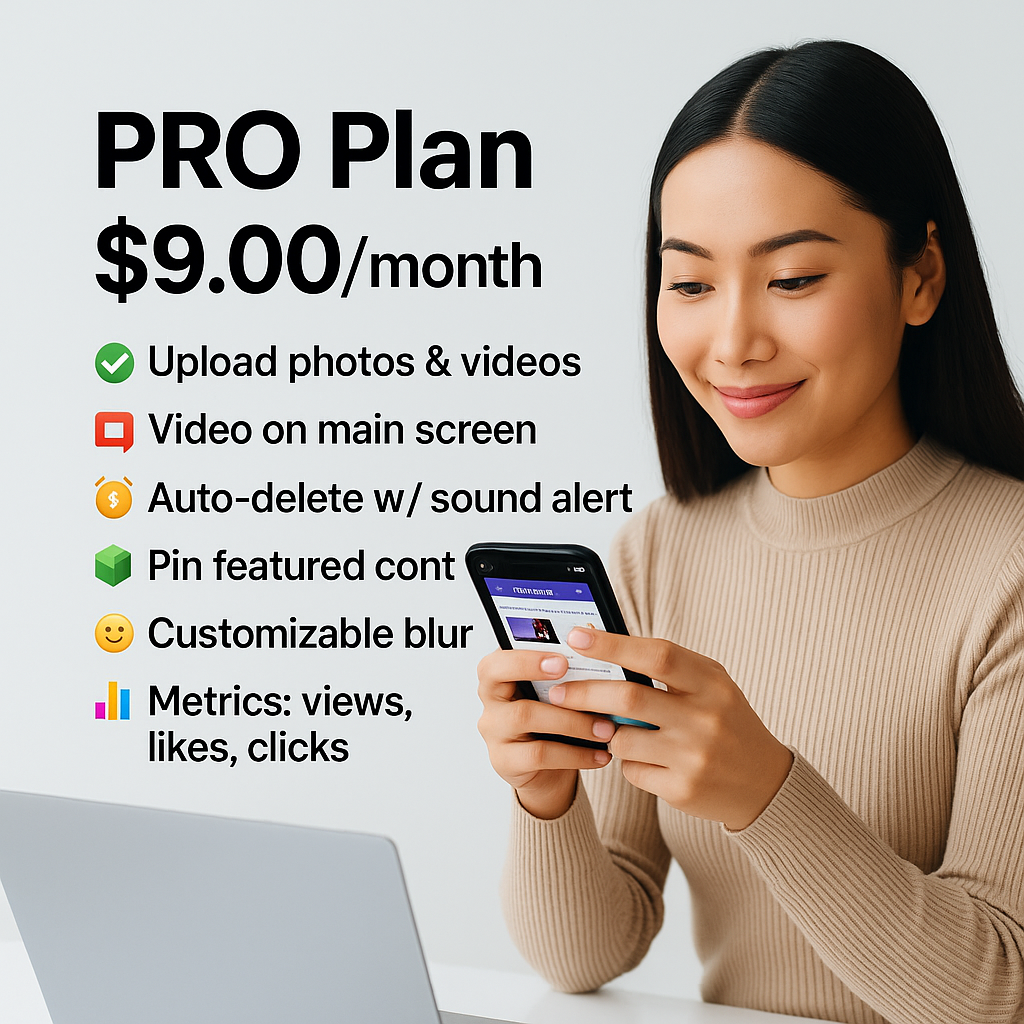 PRO Plan
$9.00/month
Upload photos & videos
Video on main screen
Auto-delete w/ sound alert
Pin featured cont
Customizable blur
Metrics: views,
likes, clicks